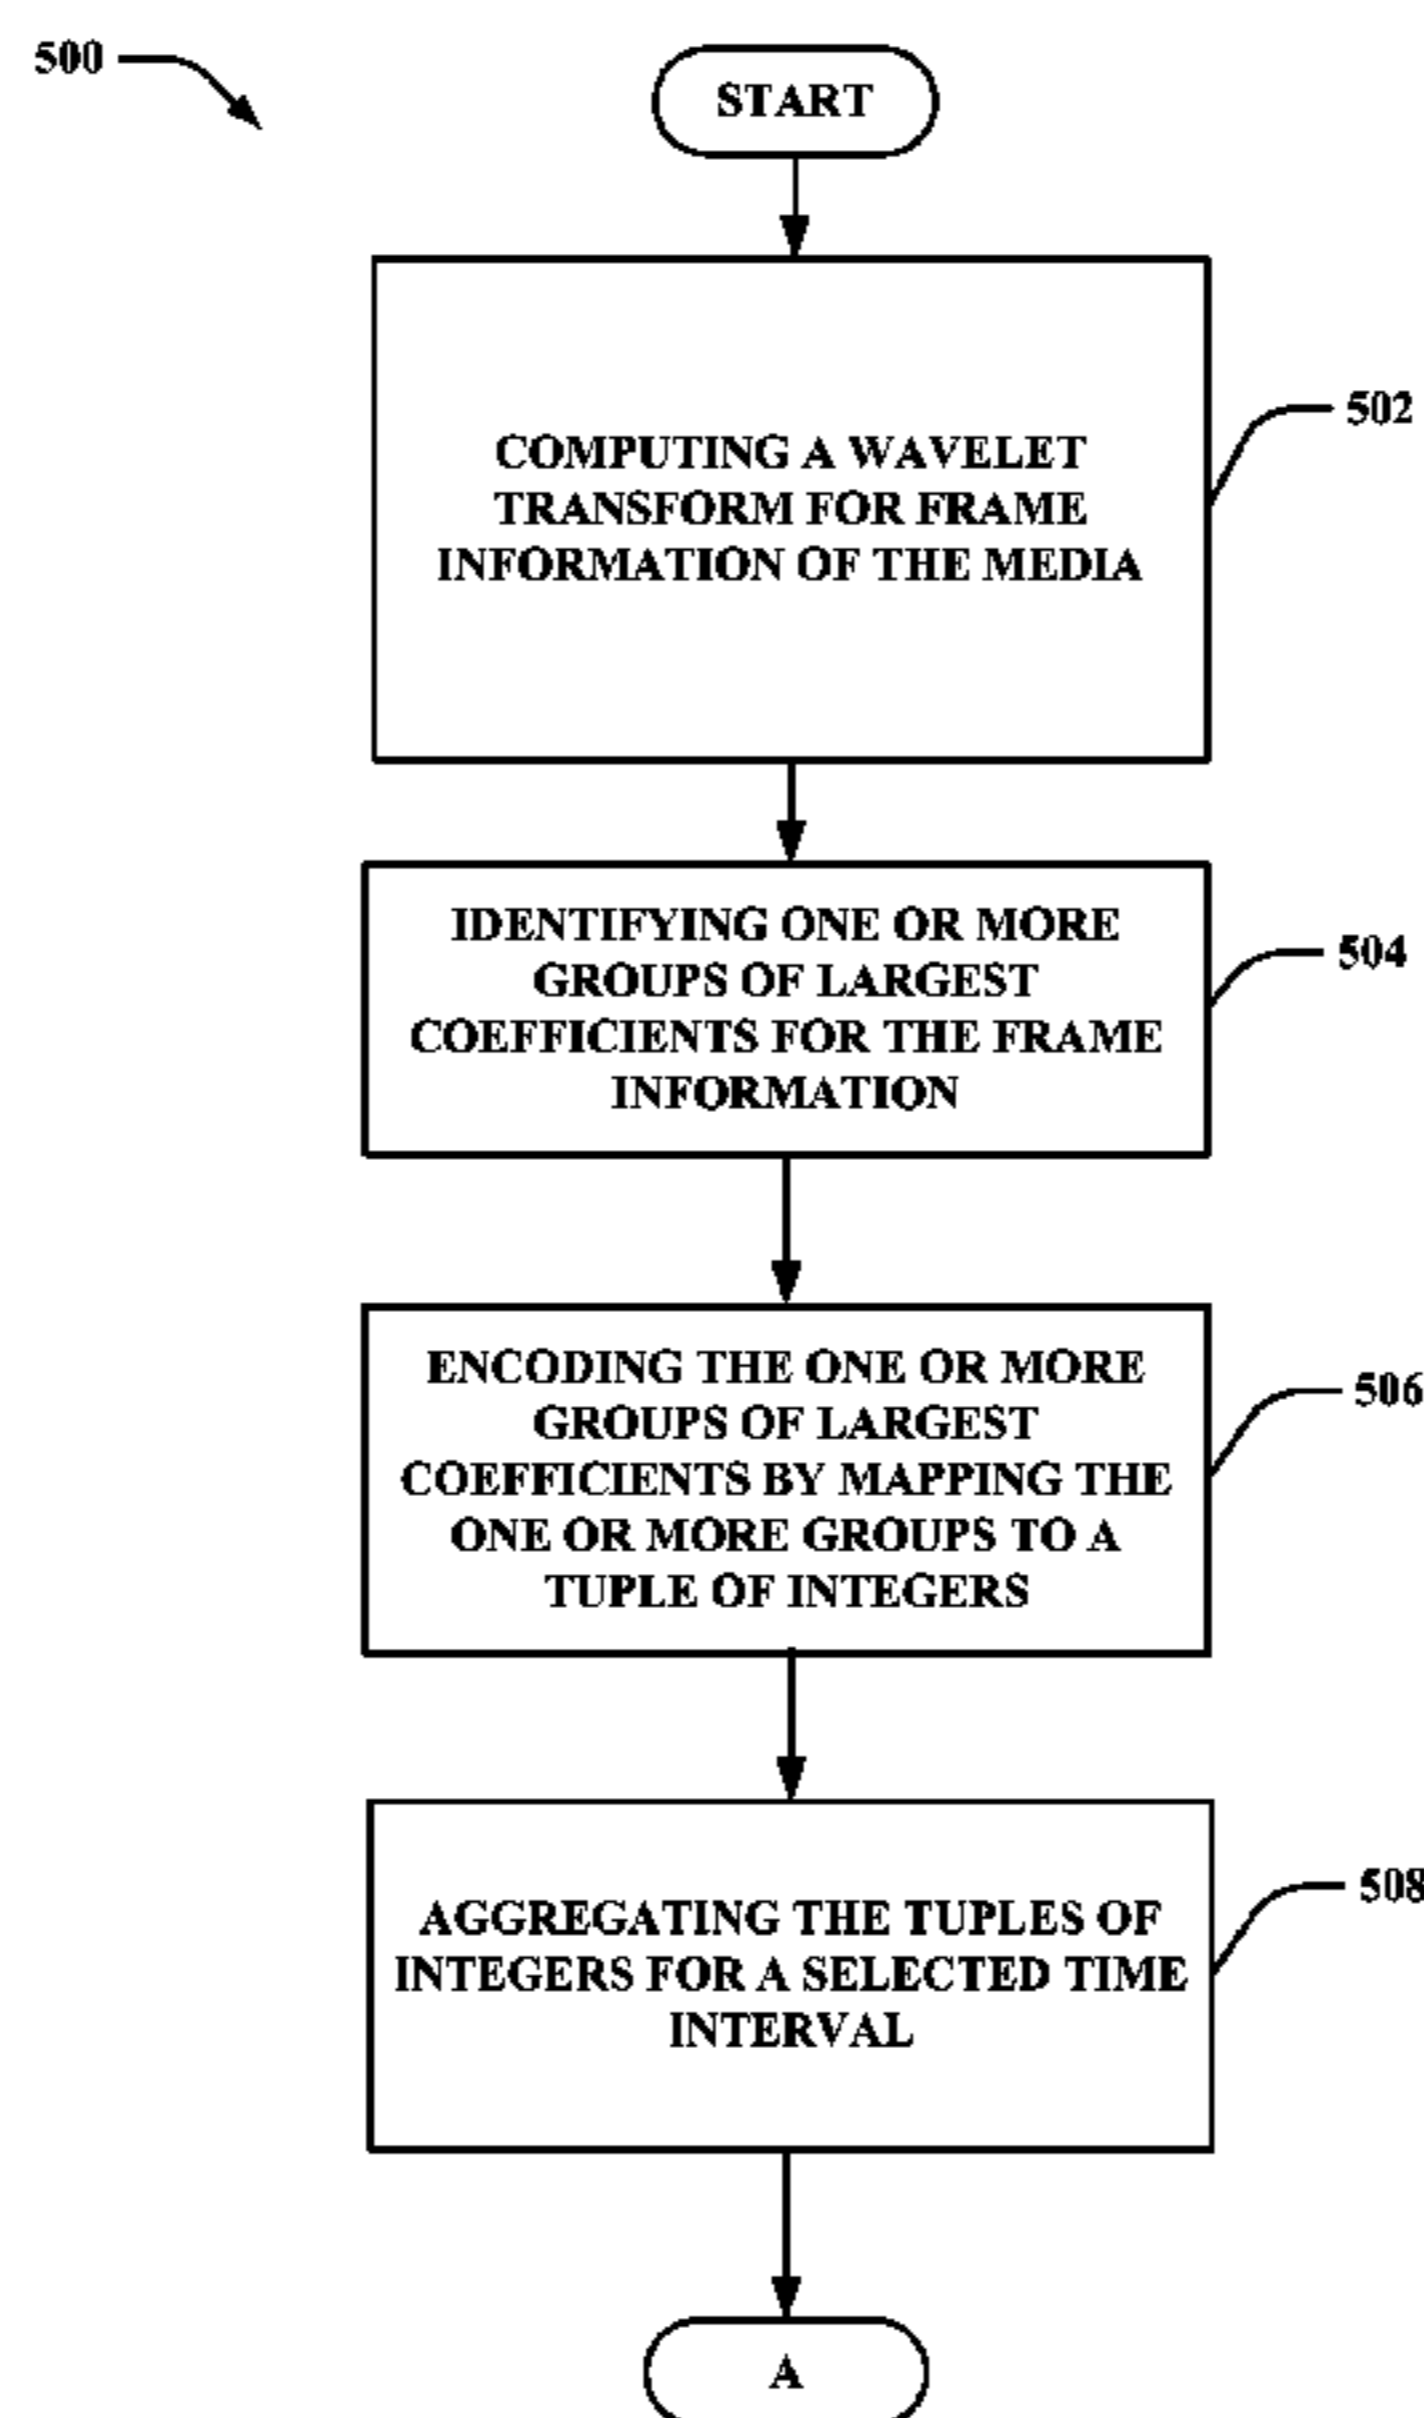 500
START
COMPUTING A WAVELET
TRANSFORM FOR FRAME
INFORMATION OF THE MEDIA
502
IDENTIFYING ONE OR MORE
GROUPS OF LARGEST
COEFFICIENTS FOR THE FRAME
INFORMATION
504
ENCODING THE ONE OR MORE
GROUPS OF LARGEST
COEFFICIENTS BY MAPPING THE
ONE OR MORE GROUPS TO A
TUPLE OF INTEGERS
506
AGGREGATING THE TUPLES OF
INTEGERS FOR A SELECTED TIME
INTERVAL
508
A